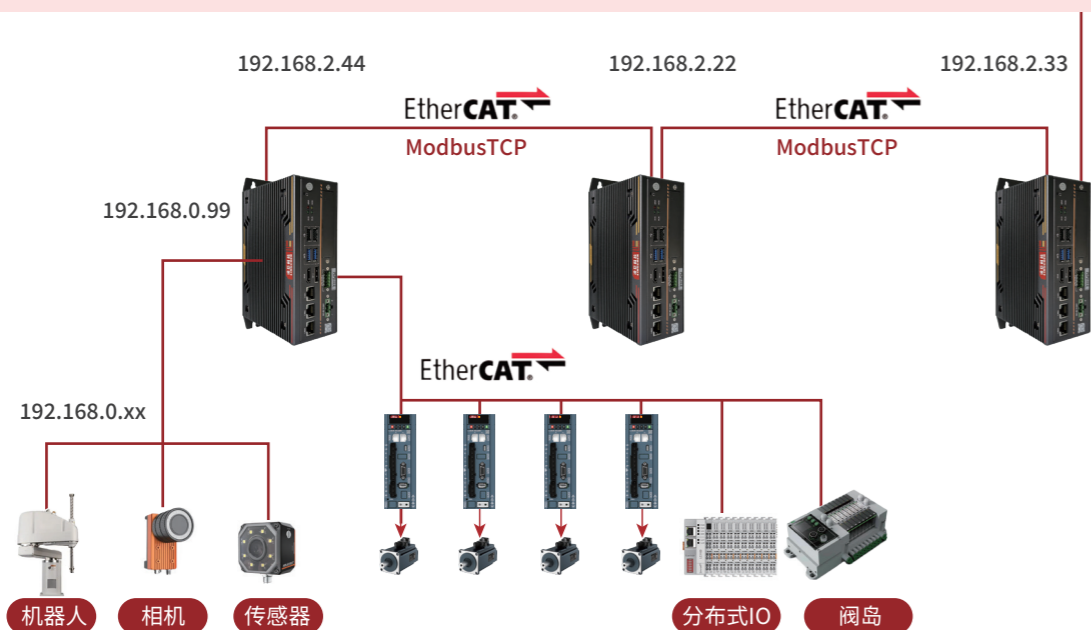 192.168.2.44
192.168.2.22
192.168.2.33
EtherCAT.
EtherCAT.
ModbusTCP
ModbusTCP
192.168.0.99
EtherCAT.
192.168.0.xx
机器人
相机
传感器
分布式IO
阀岛